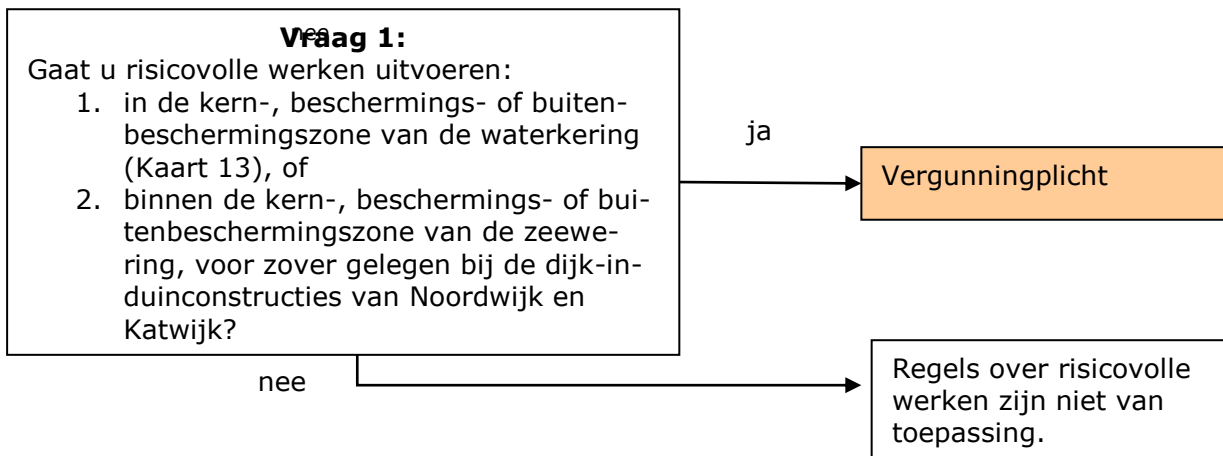 nee
Vraag 1:
Gaat u risicovolle werken uitvoeren:
1. in de kern-, beschermings- of buiten-
beschermingszone van de waterkering
(Kaart 13), of
2. binnen de kern-, beschermings- of bui-
tenbeschermingszone van de zeewe-
ring, voor zover gelegen bij de dijk-in-
duinconstructies van Noordwijk en
Katwijk?
ja
Vergunningplicht
nee
Regels over risicovolle
werken zijn niet van
toepassing.